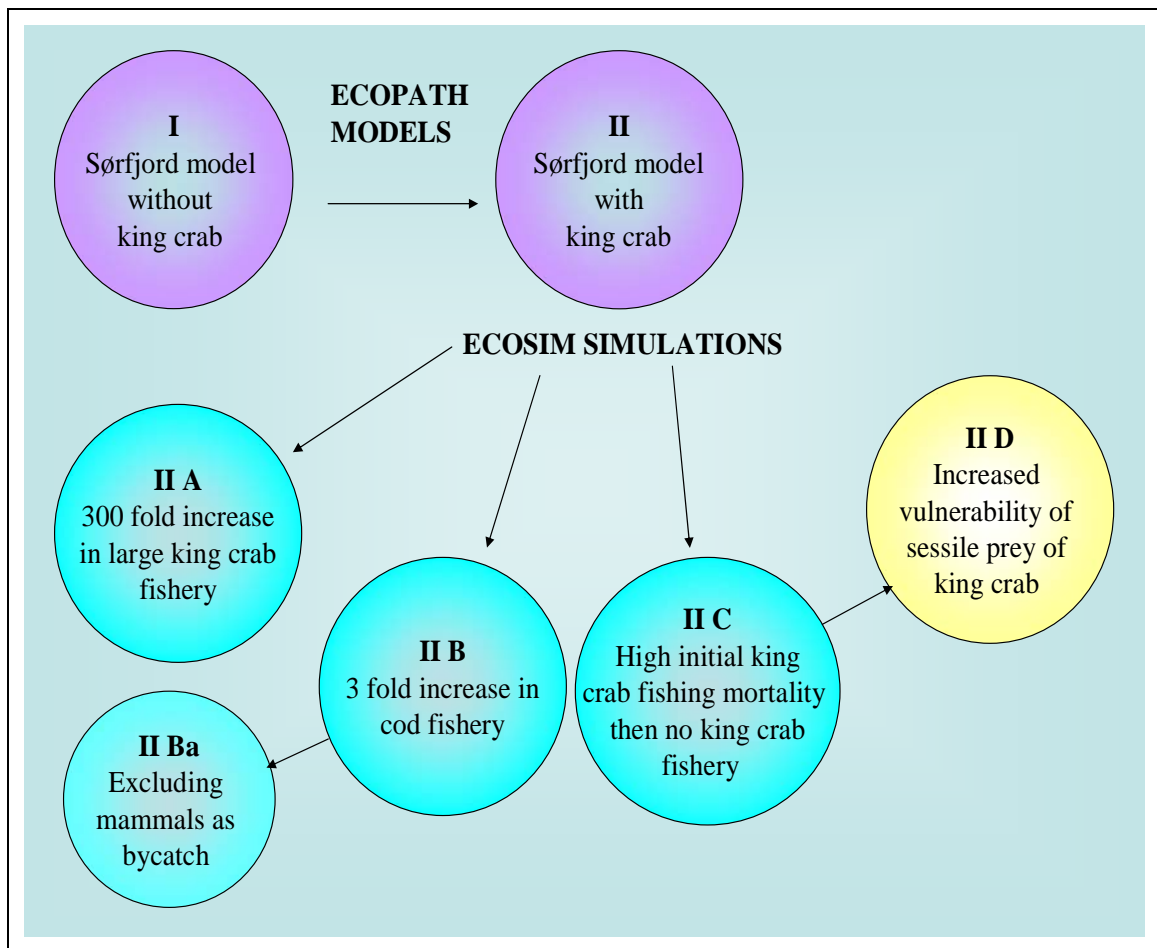 I
Sørfjord model
without
king crab
ECOPATH
MODELS
II
Sørfjord model
with
king crab
ECOSIM SIMULATIONS
II A
300 fold increase
in large king crab
fishery
II B
3 fold increase in
cod fishery
II Ba
Excluding
mammals as
bycatch
II C
High initial king
crab fishing mortality
then no king crab
fishery
II D
Increased
vulnerability of
sessile prey of
king crab